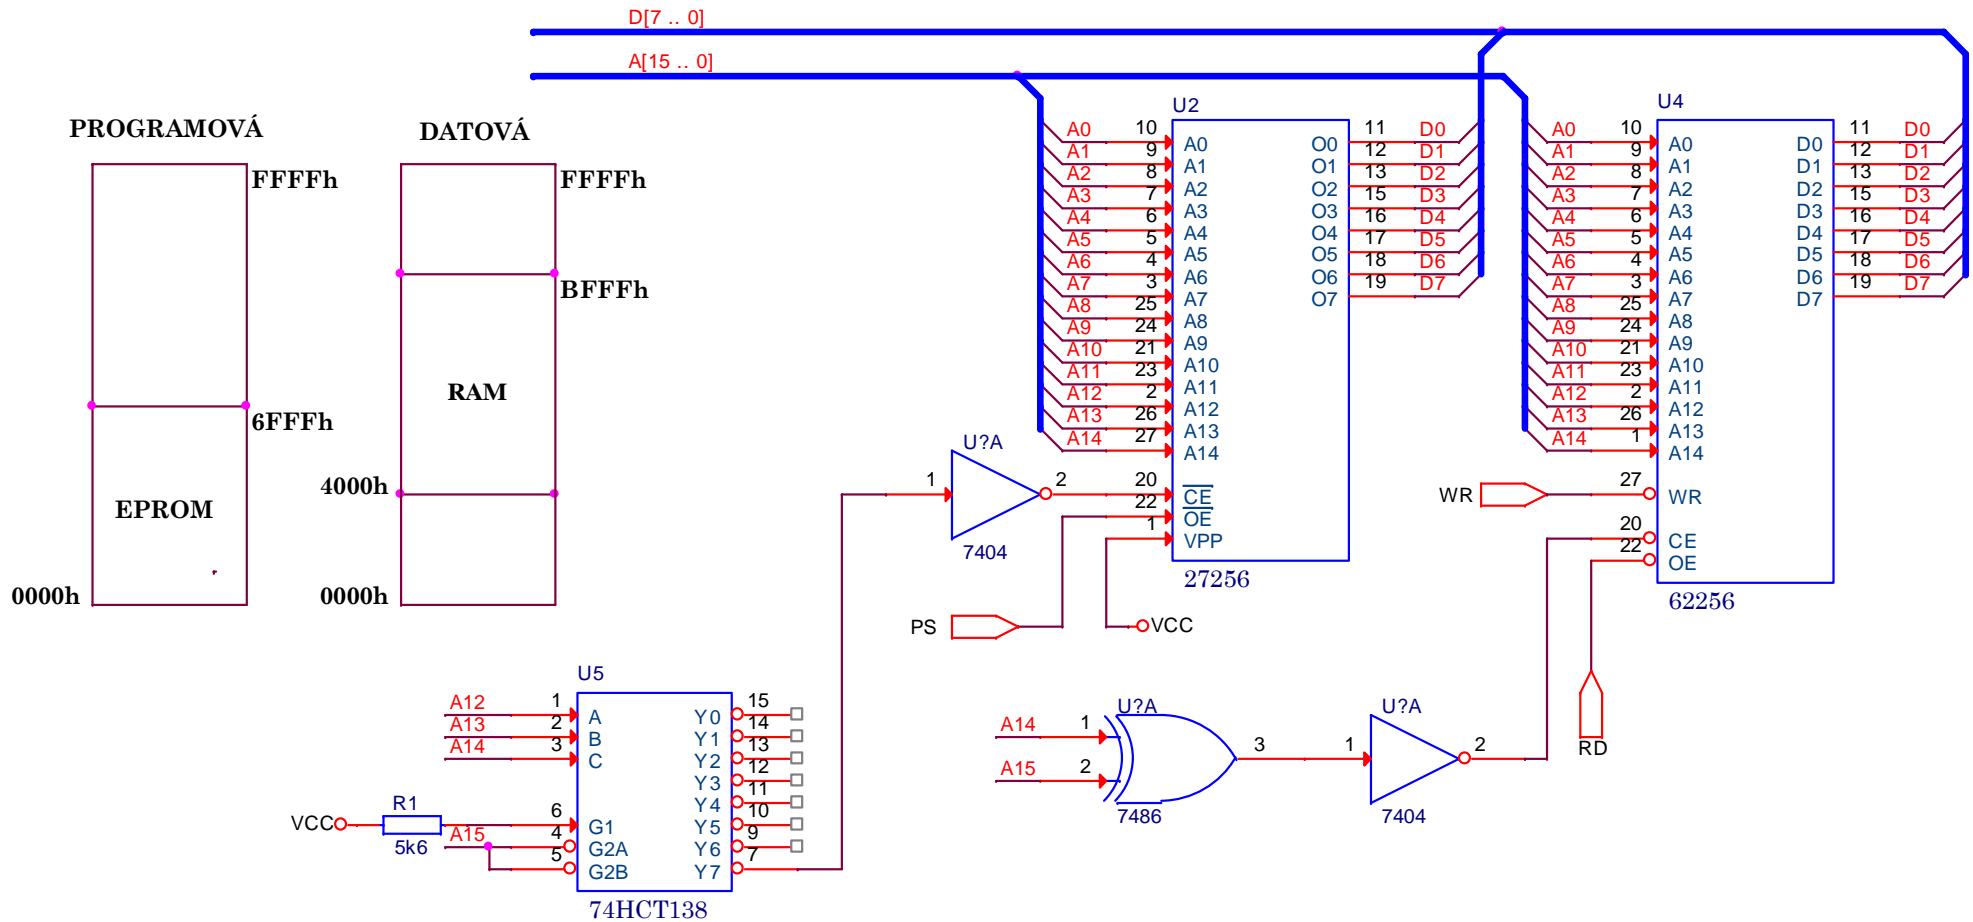 D[7 .. 0]
A[15 .. 0]
PROGRAMOVÁ
FFFFh
6FFFh
EPROM
0000h
DATOVÁ
FFFFh
BFFFh
RAM
4000h
0000h
U2
A0 10 A0 O0 11 D0
A1 9 A1 O1 12 D1
A2 8 A2 O2 13 D2
A3 7 A3 O3 15 D3
A4 6 A4 O4 16 D4
A5 5 A5 O5 17 D5
A6 4 A6 O6 18 D6
A7 3 A7 O7 19 D7
A8 25 A8
A9 24 A9
A10 21 A10
A11 23 A11
A12 2 A12
A13 26 A13
A14 27 A14
20 CE
22 OE
1 VPP
27256
U?A
1 2
7404
PS
VCC
U4
A0 10 A0 D0 11 D0
A1 9 A1 D1 12 D1
A2 8 A2 D2 13 D2
A3 7 A3 D3 15 D3
A4 6 A4 D4 16 D4
A5 5 A5 D5 17 D5
A6 4 A6 D6 18 D6
A7 3 A7 D7 19 D7
A8 25 A8
A9 24 A9
A10 21 A10
A11 23 A11
A12 2 A12
A13 26 A13
A14 1 A14
WR 27 WR
20 CE
22 OE
62256
RD
U5
A12 1 A Y0 15
A13 2 B Y1 14
A14 3 C Y2 13
Y3 12
Y4 11
VCC R1 6 G1 Y5 10
A15 4 G2A Y6 9
5k6
5 G2B Y7 7
74HCT138
U?A
A14 1
3
A15 2
7486
U?A
1 2
7404